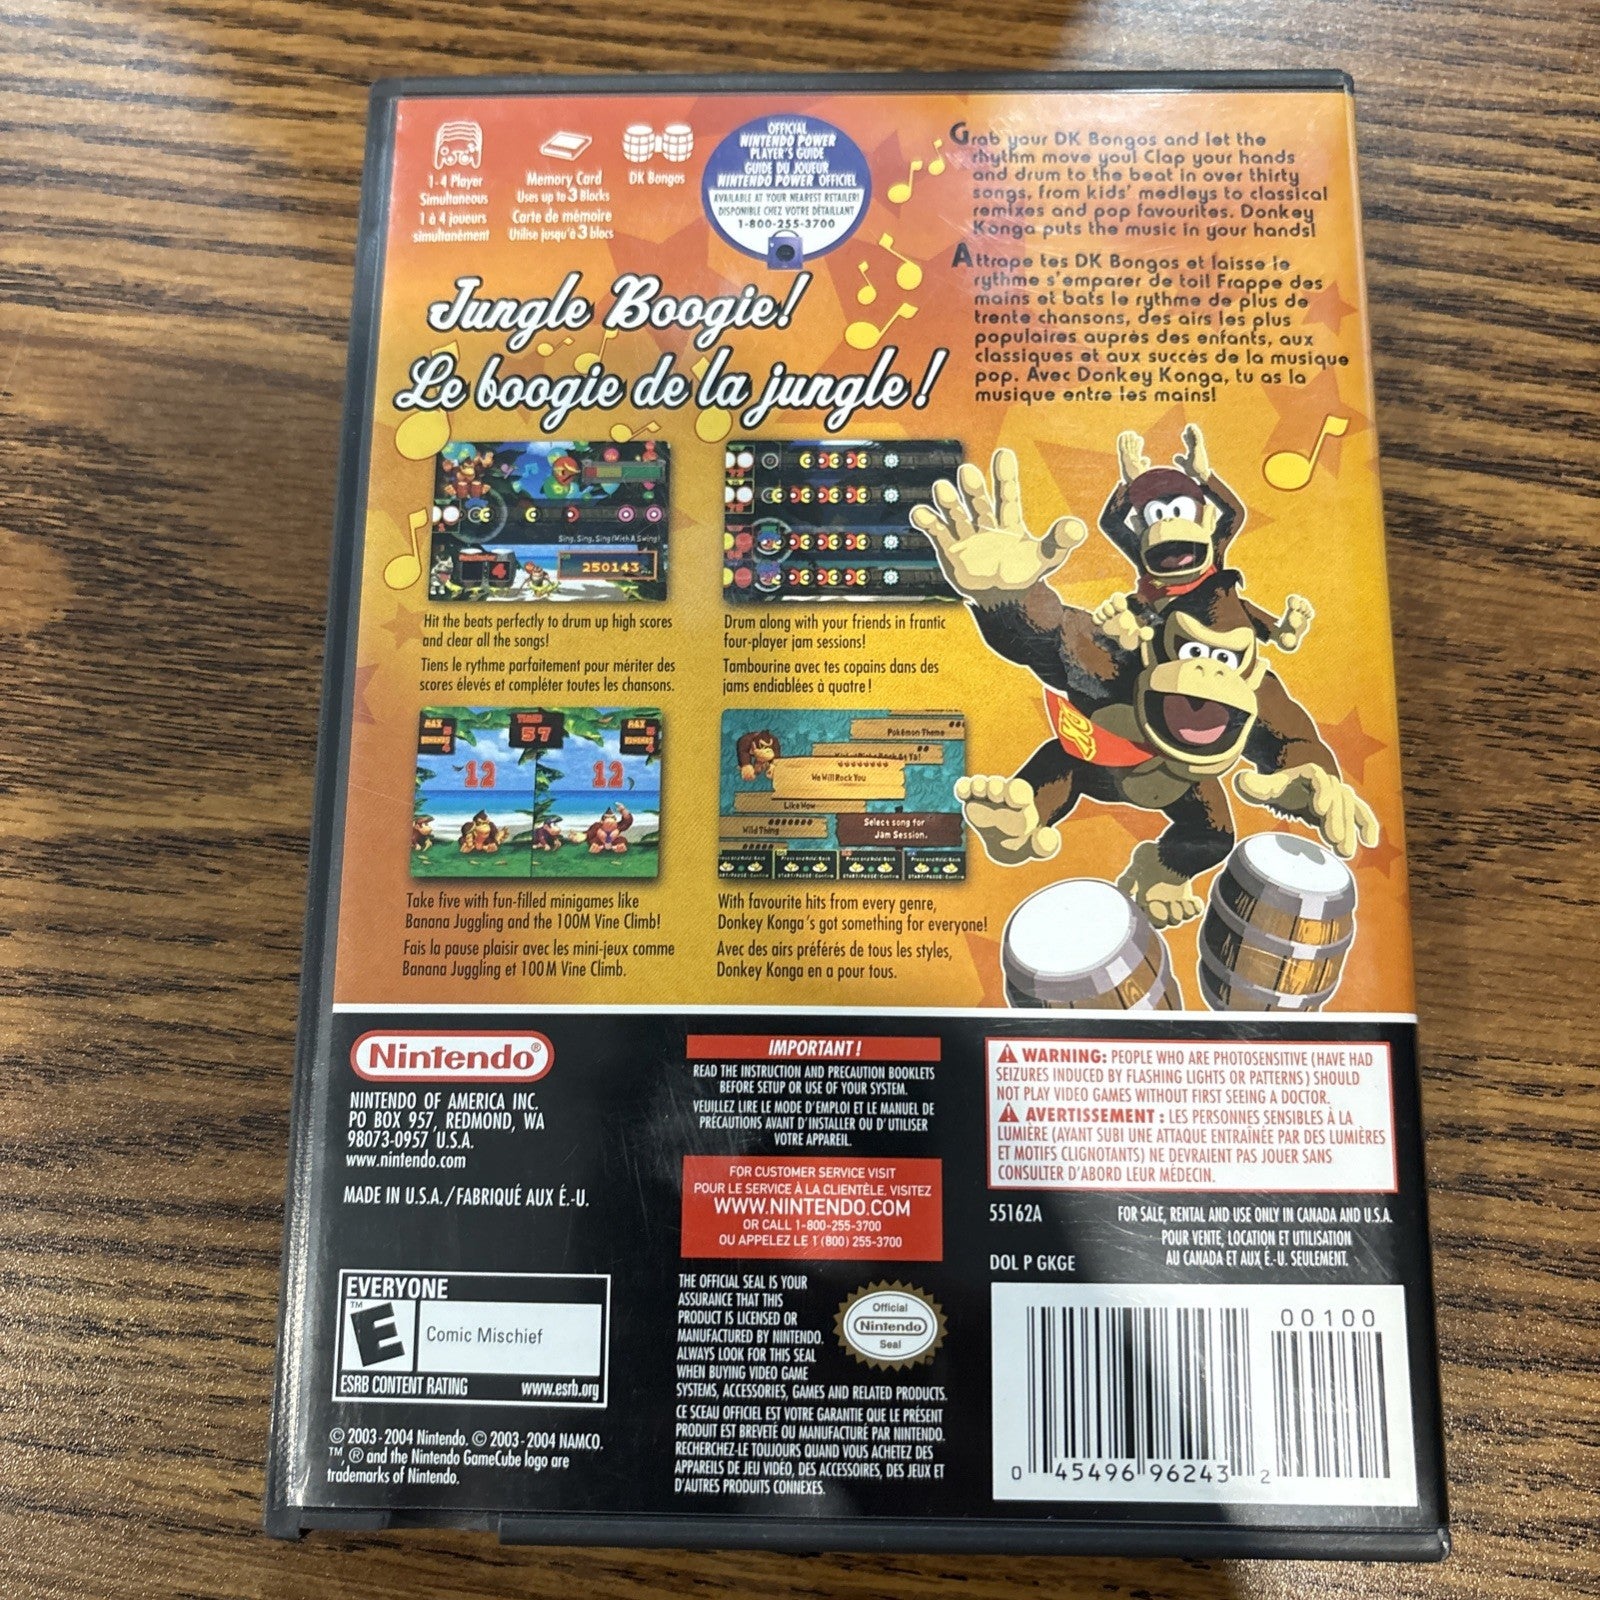 1-4 Player
Simultaneous
1 à 4 joueurs
simultanément
Memory Card
Uses up to 3 Blocks
Carte de mémoire
Utilise jusqu'à 3 blocs
DK Bongos
OFFICIAL
NINTENDO POWER
PLAYER'S GUIDE
GUIDE DU JOUEUR
NINTENDO POWER OFFICIEL
AVAILABLE AT YOUR NEAREST RETAILER!
DISPONIBLE CHEZ VOTRE DÉTAILLANT
1-800-255-3700
Grab your DK Bongos and let the
rhythm move you! Clap your hands
and drum to the beat in over thirty
songs, from kids' medleys to classical
remixes and pop favourites. Donkey
Konga puts the music in your hands!
Attrape tes DK Bongos et laisse le
rythme s'emparer de toi! Frappe des
mains et bats le rythme de plus de
trente chansons, des airs les plus
populaires auprès des enfants, aux
classiques et aux succès de la musique
pop. Avec Donkey Konga, tu as la
musique entre les mains!
Jungle Boogie!
Le boogie de la jungle!
Sing, Sing, Sing (With A Swing)
4
250143
Hit the beats perfectly to drum up high scores
and clear all the songs!
Tiens le rythme parfaitement pour mériter des
scores élevés et compléter toutes les chansons.
Drum along with your friends in frantic
four-player jam sessions!
Tambourine avec tes copains dans des
jams endiablées à quatre!
MAX
57
MAX
12
12
Pokémon Theme
We Will Rock You
Like Wow
Wild Thing
Select song for
Jam Session.
Take five with fun-filled minigames like
Banana Juggling and the 100M Vine Climb!
Fais la pause plaisir avec les mini-jeux comme
Banana Juggling et 100M Vine Climb.
With favourite hits from every genre,
Donkey Konga's got something for everyone!
Avec des airs préférés de tous les styles,
Donkey Konga en a pour tous.
Nintendo®
NINTENDO OF AMERICA INC.
PO BOX 957, REDMOND, WA
98073-0957 U.S.A.
www.nintendo.com
MADE IN U.S.A./FABRIQUÉ AUX É.-U.
EVERYONE
E
™
Comic Mischief
ESRB CONTENT RATING www.esrb.org
© 2003-2004 Nintendo. © 2003-2004 NAMCO.
™, ® and the Nintendo GameCube logo are
trademarks of Nintendo.
IMPORTANT!
READ THE INSTRUCTION AND PRECAUTION BOOKLETS
BEFORE SETUP OR USE OF YOUR SYSTEM.
VEUILLEZ LIRE LE MODE D'EMPLOI ET LE MANUEL DE
PRÉCAUTIONS AVANT D'INSTALLER OU D'UTILISER
VOTRE APPAREIL.
FOR CUSTOMER SERVICE VISIT
POUR LE SERVICE À LA CLIENTÈLE, VISITEZ
WWW.NINTENDO.COM
OR CALL 1-800-255-3700
OU APPELEZ LE 1 (800) 255-3700
THE OFFICIAL SEAL IS YOUR
ASSURANCE THAT THIS
PRODUCT IS LICENSED OR
MANUFACTURED BY NINTENDO.
ALWAYS LOOK FOR THIS SEAL
WHEN BUYING VIDEO GAME
SYSTEMS, ACCESSORIES, GAMES AND RELATED PRODUCTS.
CE SCEAU OFFICIEL EST VOTRE GARANTIE QUE LE PRÉSENT
PRODUIT EST BREVETÉ OU MANUFACTURÉ PAR NINTENDO.
RECHERCHEZ-LE TOUJOURS QUAND VOUS ACHETEZ DES
APPAREILS DE JEU VIDÉO, DES ACCESSOIRES, DES JEUX ET
D'AUTRES PRODUITS CONNEXES.
Official
Nintendo
Seal
WARNING: PEOPLE WHO ARE PHOTOSENSITIVE (HAVE HAD
SEIZURES INDUCED BY FLASHING LIGHTS OR PATTERNS) SHOULD
NOT PLAY VIDEO GAMES WITHOUT FIRST SEEING A DOCTOR.
AVERTISSEMENT : LES PERSONNES SENSIBLES À LA
LUMIÈRE (AYANT SUBI UNE ATTAQUE ENTRAÎNÉE PAR DES LUMIÈRES
ET MOTIFS CLIGNOTANTS) NE DEVRAIENT PAS JOUER SANS
CONSULTER D'ABORD LEUR MÉDECIN.
55162A
DOL P GKGE
FOR SALE, RENTAL AND USE ONLY IN CANADA AND U.S.A.
POUR VENTE, LOCATION ET UTILISATION
AU CANADA ET AUX É.-U. SEULEMENT.
00100
0 45496 96243 2